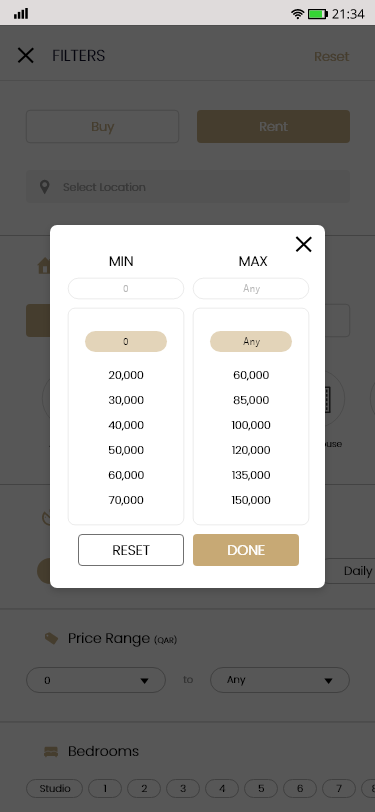 21:34
FILTERS Reset
Buy Rent
Select Location
MIN MAX
0 Any
0 Any
20,000 60,000
30,000 85,000
40,000 100,000
50,000 120,000
60,000 135,000
70,000 150,000
RESET DONE
Daily
Price Range (QAR)
0 to Any
Bedrooms
Studio 1 2 3 4 5 6 7